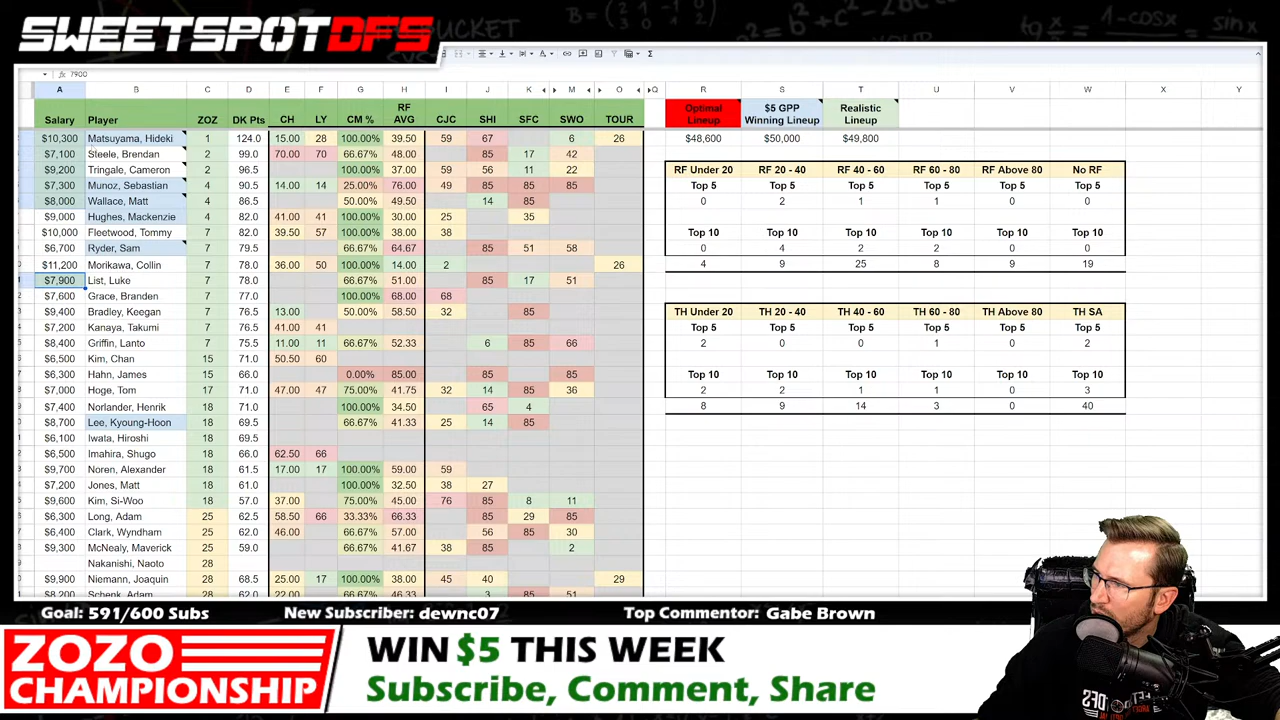 SWEETSPOTDFS
fx 7900
A B C D E F G H I J K M O Q R S T U V W X Y
Salary Player ZOZ DK Pts CH LY CM % RF AVG CJC SHI SFC SWO TOUR
$10,300 Matsuyama, Hideki 1 124.0 15.00 28 100.00% 39.50 59 67 6 26
$7,100 Steele, Brendan 2 99.0 70.00 70 66.67% 48.00 85 17 42
$9,200 Tringale, Cameron 2 96.5 100.00% 37.00 59 56 11 22
$7,300 Munoz, Sebastian 4 90.5 14.00 14 25.00% 76.00 49 85 85 85
$8,000 Wallace, Matt 4 86.5 50.00% 49.50 14 85
$9,000 Hughes, Mackenzie 4 82.0 41.00 41 100.00% 30.00 25 35
$10,000 Fleetwood, Tommy 7 82.0 39.50 57 100.00% 38.00 38
$6,700 Ryder, Sam 7 79.5 66.67% 64.67 85 51 58
$11,200 Morikawa, Collin 7 78.0 36.00 50 100.00% 14.00 2 26
$7,900 List, Luke 7 78.0 66.67% 51.00 85 17 51
$7,600 Grace, Branden 7 77.0 100.00% 68.00 68
$9,400 Bradley, Keegan 7 76.5 13.00 50.00% 58.50 32 85
$7,200 Kanaya, Takumi 7 76.5 41.00 41
$8,400 Griffin, Lanto 7 75.5 11.00 11 66.67% 52.33 6 85 66
$6,500 Kim, Chan 15 71.0 50.50 60
$6,300 Hahn, James 15 66.0 0.00% 85.00 85 85
$7,000 Hoge, Tom 17 71.0 47.00 47 75.00% 41.75 32 14 85 36
$7,400 Norlander, Henrik 18 71.0 100.00% 34.50 65 4
$8,700 Lee, Kyoung-Hoon 18 69.5 66.67% 41.33 25 14 85
$6,100 Iwata, Hiroshi 18 69.5
$6,500 Imahira, Shugo 18 66.0 62.50 66
$9,700 Noren, Alexander 18 61.5 17.00 17 100.00% 59.00 59
$7,200 Jones, Matt 18 61.0 100.00% 32.50 38 27
$9,600 Kim, Si-Woo 18 57.0 37.00 75.00% 45.00 76 85 8 11
$6,300 Long, Adam 25 62.5 58.50 66 33.33% 66.33 85 29 85
$6,400 Clark, Wyndham 25 62.0 46.00 66.67% 57.00 56 85 30
$9,300 McNealy, Maverick 25 59.0 66.67% 41.67 38 85 2
Nakanishi, Naoto 28
$9,900 Niemann, Joaquin 28 68.5 25.00 17 100.00% 38.00 45 40 29
$8,200 Schenk, Adam 28 62.0 22.00 66.67% 46.33 3 85 51
Optimal Lineup $5 GPP Winning Lineup Realistic Lineup
$48,600 $50,000 $49,800
RF Under 20 RF 20 - 40 RF 40 - 60 RF 60 - 80 RF Above 80 No RF
Top 5 Top 5 Top 5 Top 5 Top 5 Top 5
0 2 1 1 0 0
Top 10 Top 10 Top 10 Top 10 Top 10 Top 10
0 4 2 2 0 0
4 9 25 8 9 19
TH Under 20 TH 20 - 40 TH 40 - 60 TH 60 - 80 TH Above 80 TH SA
Top 5 Top 5 Top 5 Top 5 Top 5 Top 5
2 0 0 1 0 2
Top 10 Top 10 Top 10 Top 10 Top 10 Top 10
2 2 1 1 0 3
8 9 14 3 0 40
Goal: 591/600 Subs New Subscriber: dewnc07 Top Commentor: Gabe Brown
ZOZO
CHAMPIONSHIP
WIN $5 THIS WEEK
Subscribe, Comment, Share